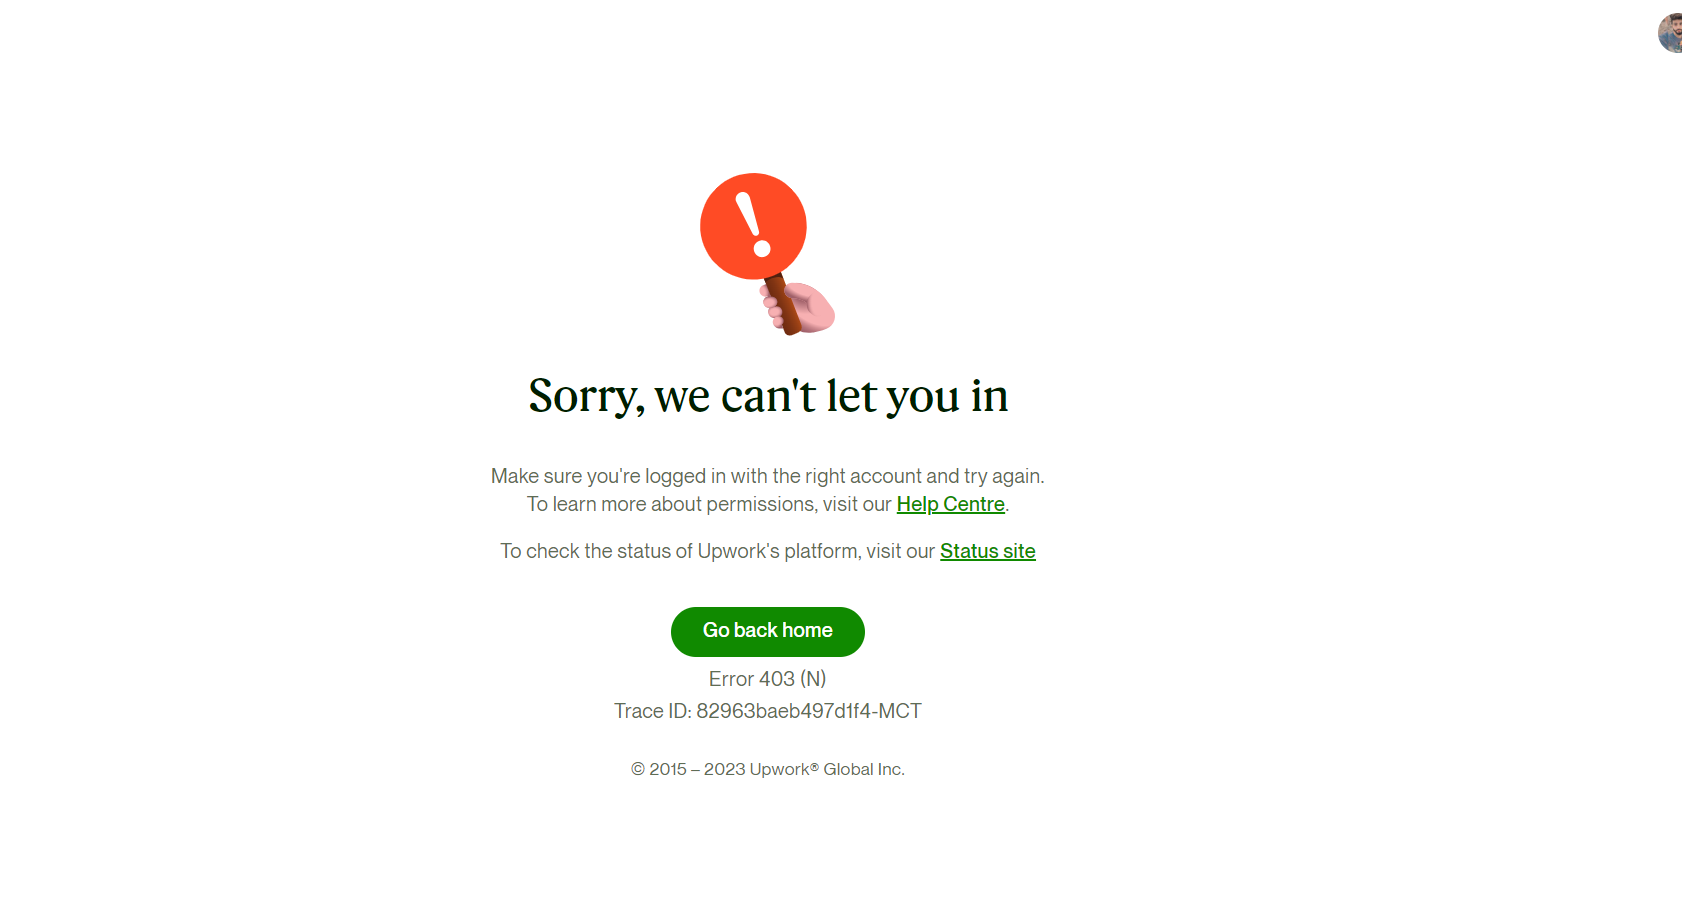 Sorry, we can't let you in
Make sure you're logged in with the right account and try again.
To learn more about permissions, visit our Help Centre.
To check the status of Upwork's platform, visit our Status site
Go back home
Error 403 (N)
Trace ID: 82963baeb497d1f4-MCT
© 2015 – 2023 Upwork® Global Inc.